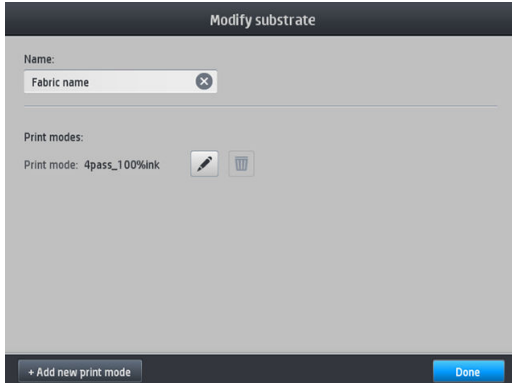 Modify substrate
Name:
Fabric name
Print modes:
Print mode: 4pass_100%ink
+ Add new print mode
Done